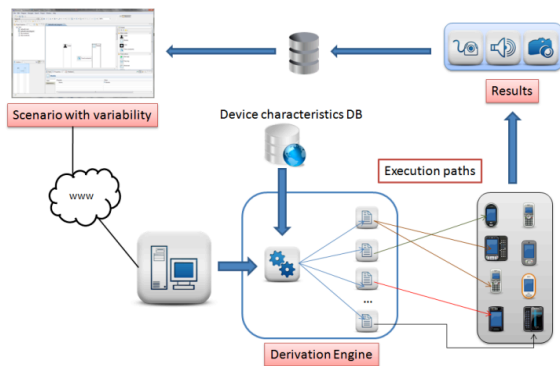 Scenario with variability
Results
Device characteristics DB
Execution paths
www
...
Derivation Engine